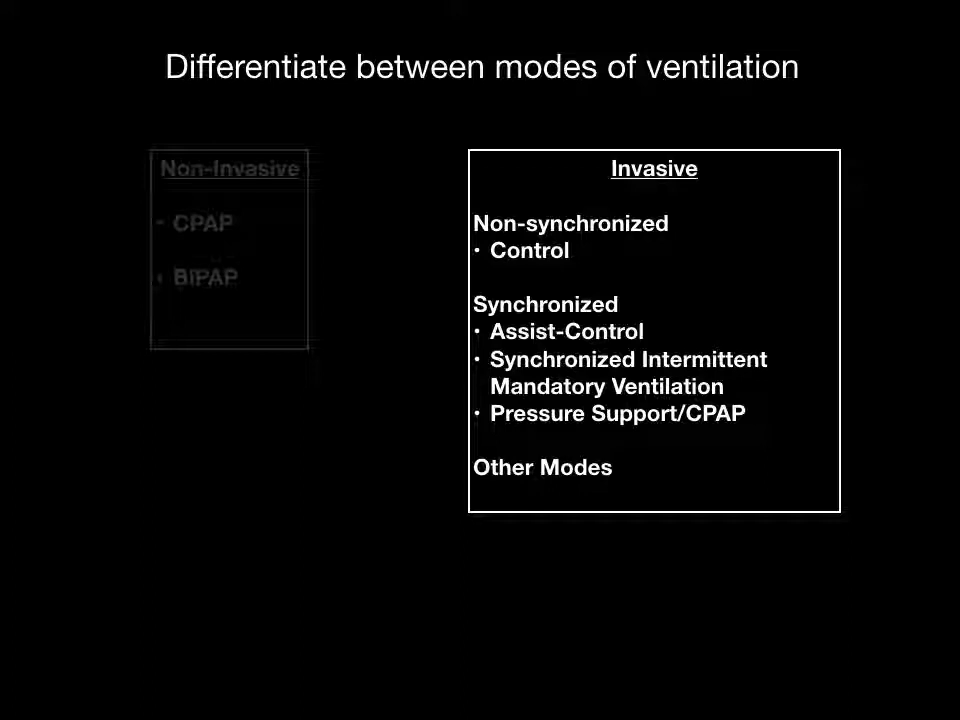 Differentiate between modes of ventilation
Non-Invasive
• CPAP
• BIPAP
Invasive
Non-synchronized
• Control
Synchronized
• Assist-Control
• Synchronized Intermittent
Mandatory Ventilation
• Pressure Support/CPAP
Other Modes